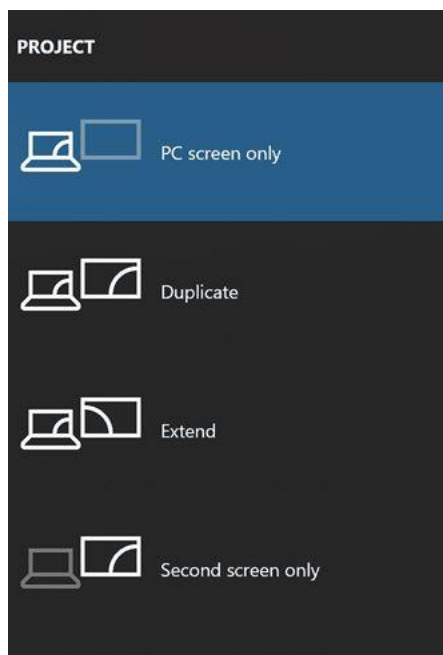 PROJECT
PC screen only
Duplicate
Extend
Second screen only